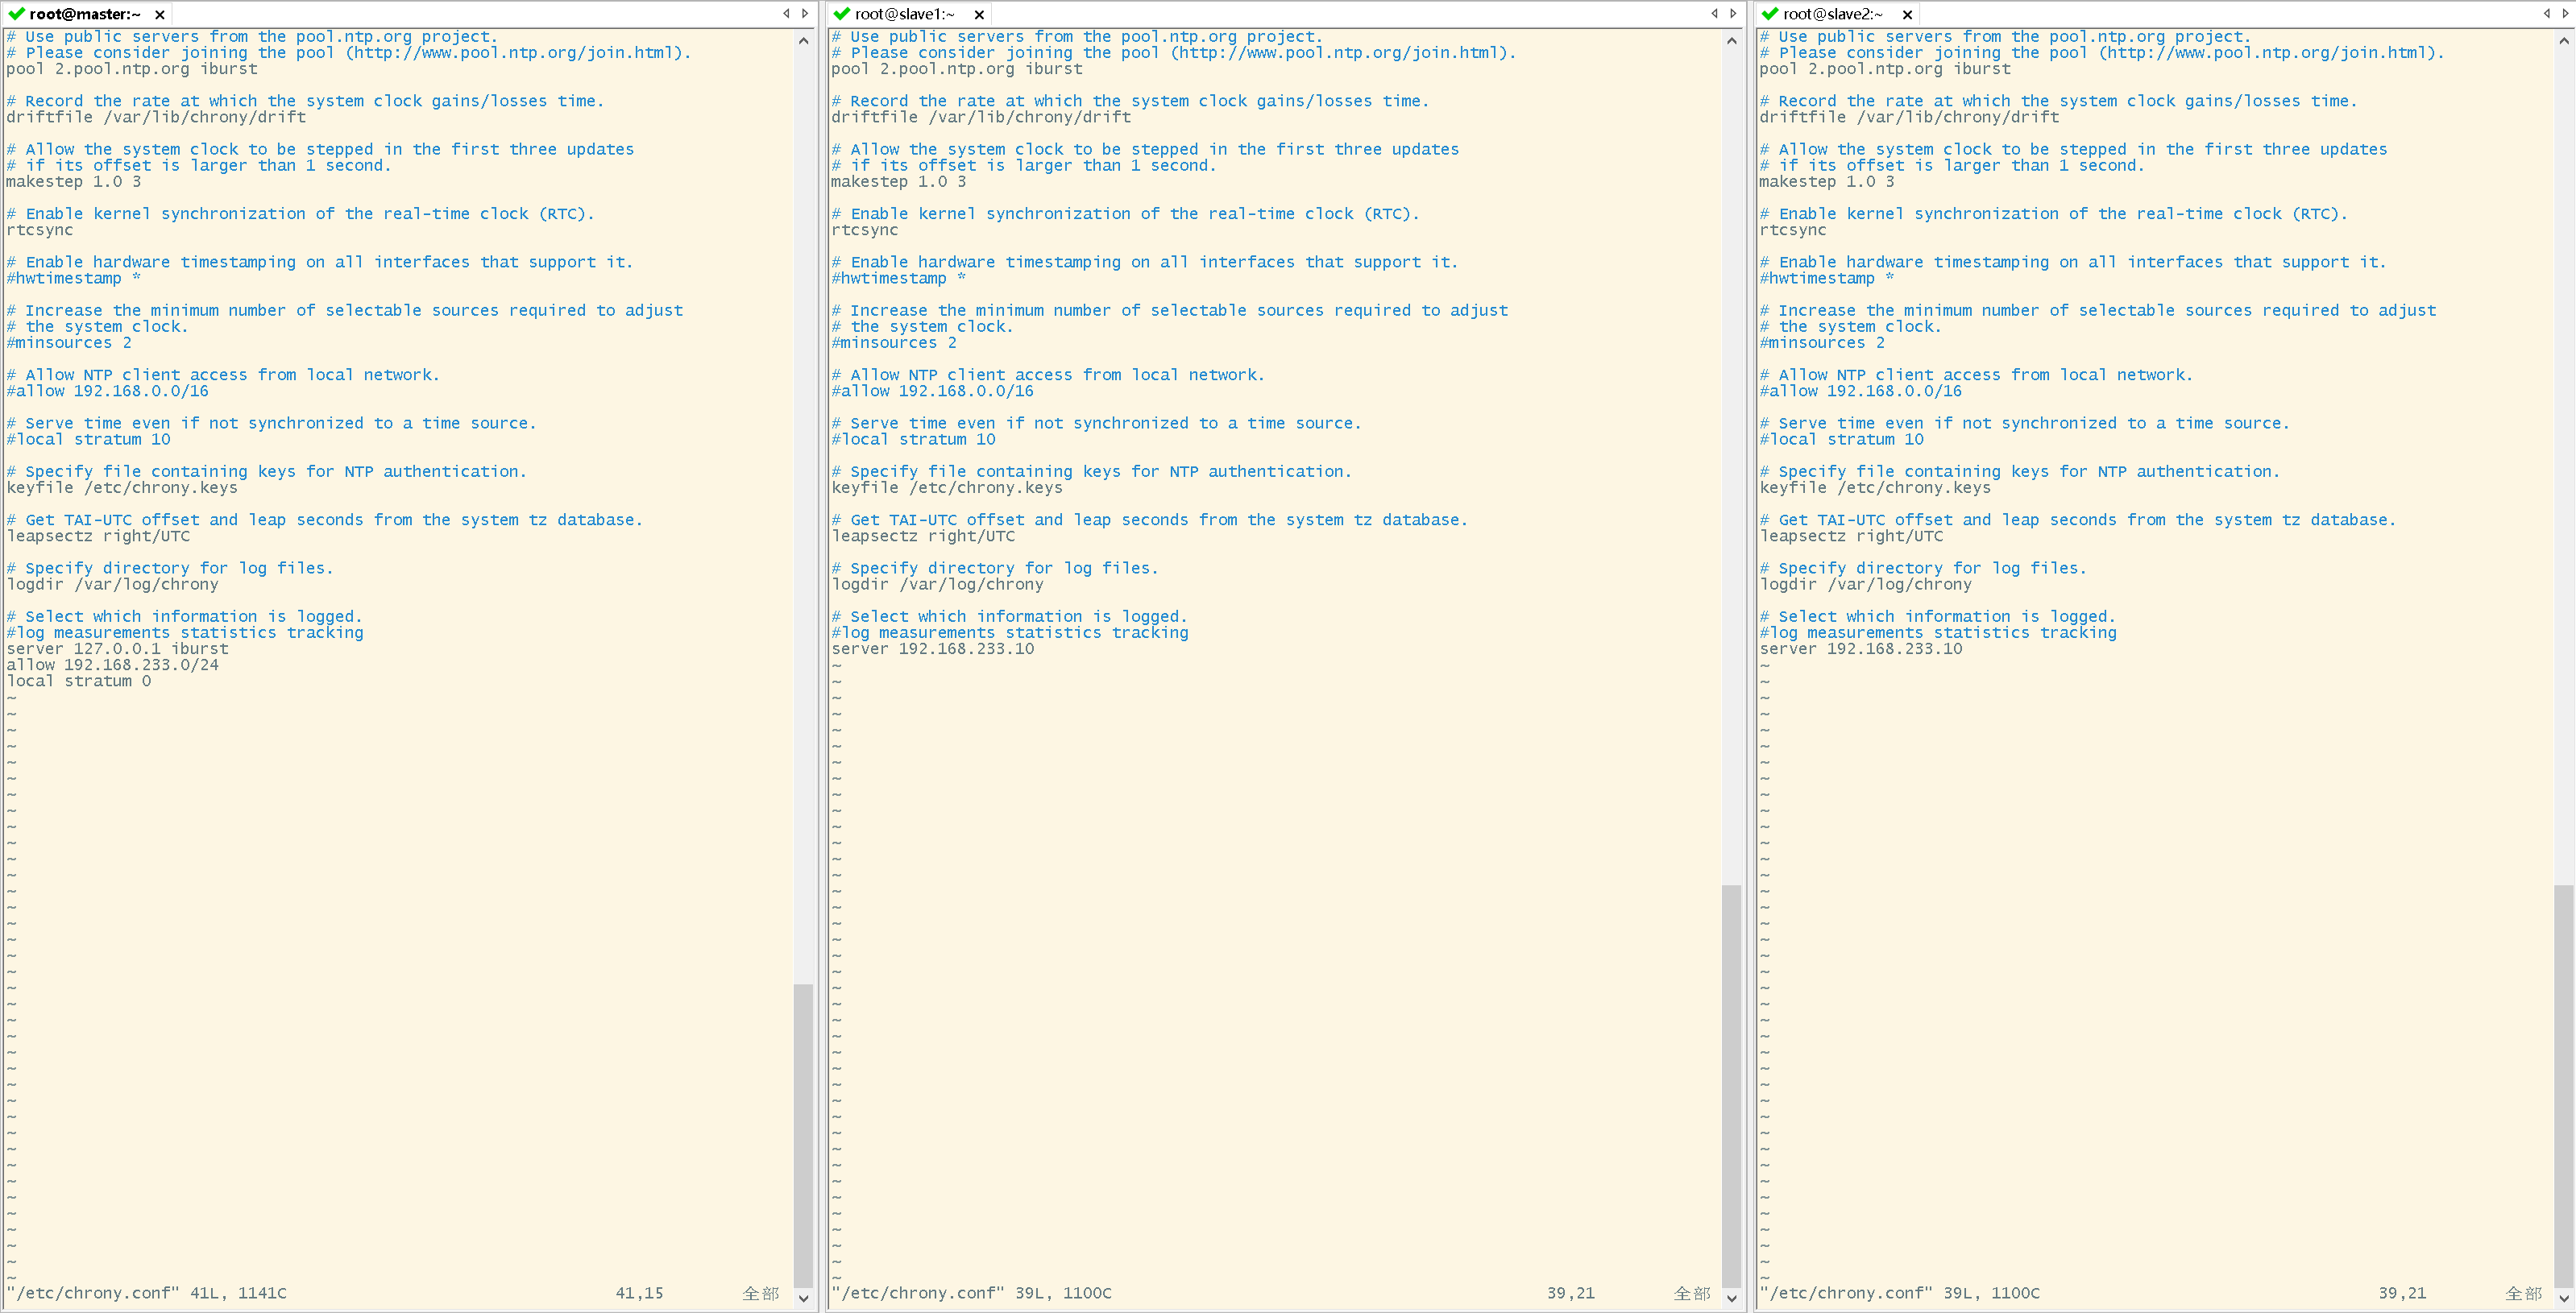 root@master:~
# Use public servers from the pool.ntp.org project.
# Please consider joining the pool (http://www.pool.ntp.org/join.html).
pool 2.pool.ntp.org iburst
# Record the rate at which the system clock gains/losses time.
driftfile /var/lib/chrony/drift
# Allow the system clock to be stepped in the first three updates
# if its offset is larger than 1 second.
makestep 1.0 3
# Enable kernel synchronization of the real-time clock (RTC).
rtcsync
# Enable hardware timestamping on all interfaces that support it.
#hwtimestamp *
# Increase the minimum number of selectable sources required to adjust
# the system clock.
#minsources 2
# Allow NTP client access from local network.
#allow 192.168.0.0/16
# Serve time even if not synchronized to a time source.
#local stratum 10
# Specify file containing keys for NTP authentication.
keyfile /etc/chrony.keys
# Get TAI-UTC offset and leap seconds from the system tz database.
leapsectz right/UTC
# Specify directory for log files.
logdir /var/log/chrony
# Select which information is logged.
#log measurements statistics tracking
server 127.0.0.1 iburst
allow 192.168.233.0/24
local stratum 0
"/etc/chrony.conf" 41L, 1141C 41,15 全部
root@slave1:~
# Use public servers from the pool.ntp.org project.
# Please consider joining the pool (http://www.pool.ntp.org/join.html).
pool 2.pool.ntp.org iburst
# Record the rate at which the system clock gains/losses time.
driftfile /var/lib/chrony/drift
# Allow the system clock to be stepped in the first three updates
# if its offset is larger than 1 second.
makestep 1.0 3
# Enable kernel synchronization of the real-time clock (RTC).
rtcsync
# Enable hardware timestamping on all interfaces that support it.
#hwtimestamp *
# Increase the minimum number of selectable sources required to adjust
# the system clock.
#minsources 2
# Allow NTP client access from local network.
#allow 192.168.0.0/16
# Serve time even if not synchronized to a time source.
#local stratum 10
# Specify file containing keys for NTP authentication.
keyfile /etc/chrony.keys
# Get TAI-UTC offset and leap seconds from the system tz database.
leapsectz right/UTC
# Specify directory for log files.
logdir /var/log/chrony
# Select which information is logged.
#log measurements statistics tracking
server 192.168.233.10
"/etc/chrony.conf" 39L, 1100C 39,21 全部
root@slave2:~
# Use public servers from the pool.ntp.org project.
# Please consider joining the pool (http://www.pool.ntp.org/join.html).
pool 2.pool.ntp.org iburst
# Record the rate at which the system clock gains/losses time.
driftfile /var/lib/chrony/drift
# Allow the system clock to be stepped in the first three updates
# if its offset is larger than 1 second.
makestep 1.0 3
# Enable kernel synchronization of the real-time clock (RTC).
rtcsync
# Enable hardware timestamping on all interfaces that support it.
#hwtimestamp *
# Increase the minimum number of selectable sources required to adjust
# the system clock.
#minsources 2
# Allow NTP client access from local network.
#allow 192.168.0.0/16
# Serve time even if not synchronized to a time source.
#local stratum 10
# Specify file containing keys for NTP authentication.
keyfile /etc/chrony.keys
# Get TAI-UTC offset and leap seconds from the system tz database.
leapsectz right/UTC
# Specify directory for log files.
logdir /var/log/chrony
# Select which information is logged.
#log measurements statistics tracking
server 192.168.233.10
"/etc/chrony.conf" 39L, 1100C 39,21 全部